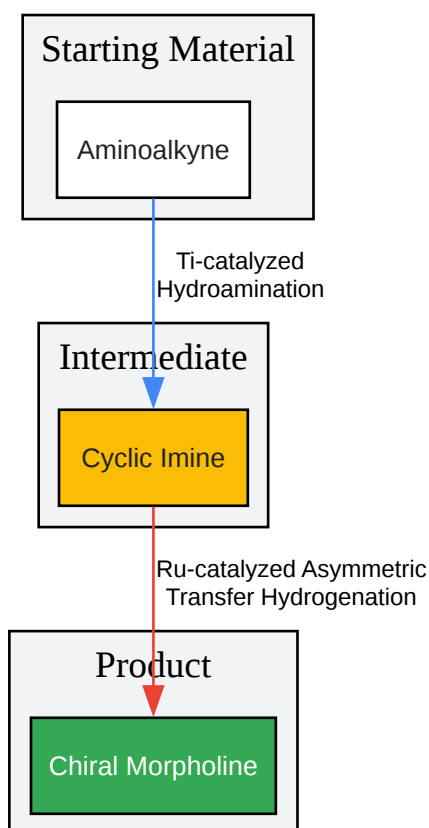 Starting Material
Aminoalkyne
Ti-catalyzed
Hydroamination
Intermediate
Cyclic Imine
Ru-catalyzed Asymmetric
Transfer Hydrogenation
Product
Chiral Morpholine